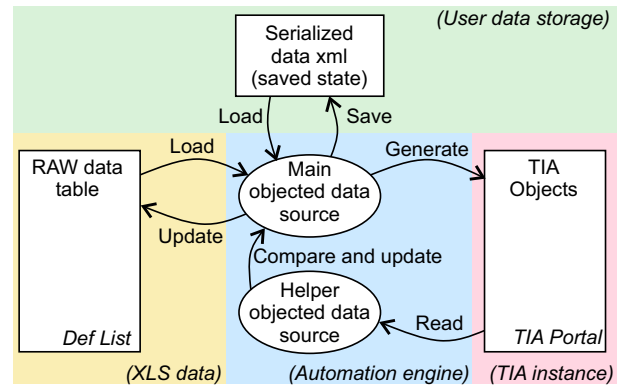 (User data storage)
Serialized
data xml
(saved state)
Load
Save
RAW data
table
Load
Update
Def List
(XLS data)
Main
objected data
source
Generate
Compare and update
Helper
objected data
source
Read
(Automation engine)
TIA
Objects
TIA Portal
(TIA instance)